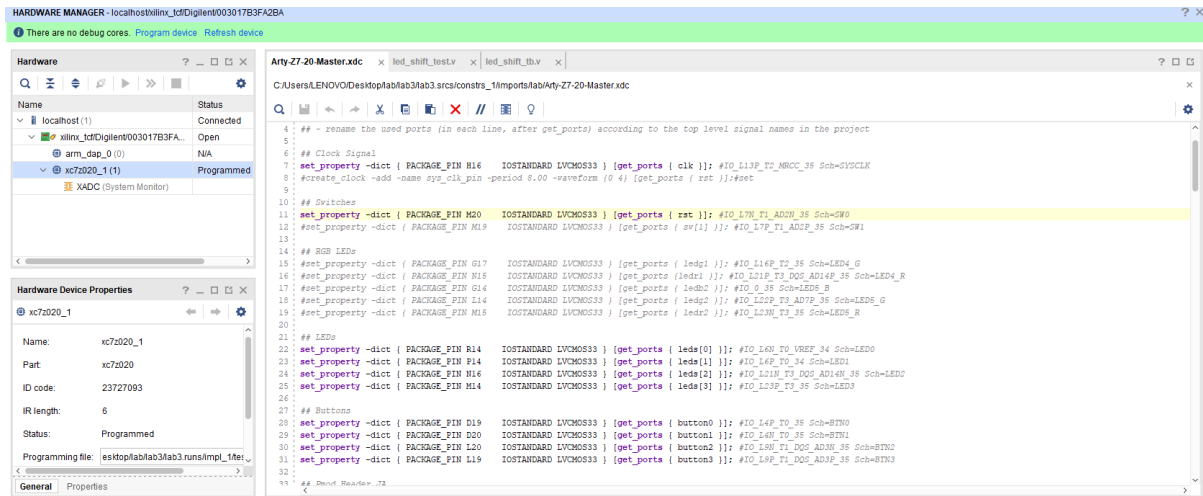 HARDWARE MANAGER - localhost/xilinx_tcf/Digilent/003017B3FA2BA
There are no debug cores. Program device Refresh device
Hardware
Name Status
localhost (1) Connected
xilinx_tcf/Digilent/003017B3FA... Open
arm_dap_0 (0) N/A
xc7z020_1 (1) Programmed
XADC (System Monitor)
Hardware Device Properties
xc7z020_1
Name: xc7z020_1
Part: xc7z020
ID code: 23727093
IR length: 6
Status: Programmed
Programming file: esktop/lab/lab3/lab3.runs/impl_1/tes
General Properties
Arty-Z7-20-Master.xdc led_shift_test.v led_shift_tb.v
C:/Users/LENOVO/Desktop/lab/lab3/lab3.srcs/constrs_1/imports/lab/Arty-Z7-20-Master.xdc
4 ## - rename the used ports (in each line, after get_ports) according to the top level signal names in the project
5
6 ## Clock Signal
7 set_property -dict { PACKAGE_PIN H16 IOSTANDARD LVCMOS33 } [get_ports { clk }]; #IO_L13P_T2_MRCC_35 Sch=SYSCLK
8 #create_clock -add -name sys_clk_pin -period 8.00 -waveform {0 4} [get_ports { rst }];#set
9
10 ## Switches
11 set_property -dict { PACKAGE_PIN M20 IOSTANDARD LVCMOS33 } [get_ports { rst }]; #IO_L7N_T1_AD2N_35 Sch=SW0
12 #set_property -dict { PACKAGE_PIN M19 IOSTANDARD LVCMOS33 } [get_ports { sw[1] }]; #IO_L7P_T1_AD2P_35 Sch=SW1
13
14 ## RGB LEDs
15 #set_property -dict { PACKAGE_PIN G17 IOSTANDARD LVCMOS33 } [get_ports { ledg1 }]; #IO_L16P_T2_35 Sch=LED4_G
16 #set_property -dict { PACKAGE_PIN N15 IOSTANDARD LVCMOS33 } [get_ports {ledr1 }]; #IO_L21P_T3_DQS_AD14P_35 Sch=LED4_R
17 #set_property -dict { PACKAGE_PIN G14 IOSTANDARD LVCMOS33 } [get_ports { ledb2 }]; #IO_0_35 Sch=LED5_B
18 #set_property -dict { PACKAGE_PIN L14 IOSTANDARD LVCMOS33 } [get_ports { ledg2 }]; #IO_L22P_T3_AD7P_35 Sch=LED5_G
19 #set_property -dict { PACKAGE_PIN M15 IOSTANDARD LVCMOS33 } [get_ports { ledr2 }]; #IO_L23N_T3_35 Sch=LED5_R
20
21 ## LEDs
22 set_property -dict { PACKAGE_PIN R14 IOSTANDARD LVCMOS33 } [get_ports { leds[0] }]; #IO_L6N_T0_VREF_34 Sch=LED0
23 set_property -dict { PACKAGE_PIN P14 IOSTANDARD LVCMOS33 } [get_ports { leds[1] }]; #IO_L6P_T0_34 Sch=LED1
24 set_property -dict { PACKAGE_PIN N16 IOSTANDARD LVCMOS33 } [get_ports { leds[2] }]; #IO_L21N_T3_DQS_AD14N_35 Sch=LED2
25 set_property -dict { PACKAGE_PIN M14 IOSTANDARD LVCMOS33 } [get_ports { leds[3] }]; #IO_L23P_T3_35 Sch=LED3
26
27 ## Buttons
28 set_property -dict { PACKAGE_PIN D19 IOSTANDARD LVCMOS33 } [get_ports { button0 }]; #IO_L4P_T0_35 Sch=BTN0
29 set_property -dict { PACKAGE_PIN D20 IOSTANDARD LVCMOS33 } [get_ports { button1 }]; #IO_L4N_T0_35 Sch=BTN1
30 set_property -dict { PACKAGE_PIN L20 IOSTANDARD LVCMOS33 } [get_ports { button2 }]; #IO_L9N_T1_DQS_AD3N_35 Sch=BTN2
31 set_property -dict { PACKAGE_PIN L19 IOSTANDARD LVCMOS33 } [get_ports { button3 }]; #IO_L9P_T1_DQS_AD3P_35 Sch=BTN3
32
33 ## Pmod Header JA